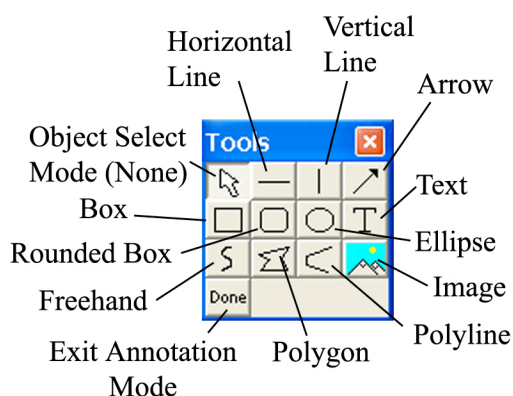 Horizontal
Line
Vertical
Line
Arrow
Object Select
Mode (None)
Tools
Box
Text
T
Rounded Box
Ellipse
Freehand
Image
Done
Exit Annotation
Mode
Polygon
Polyline